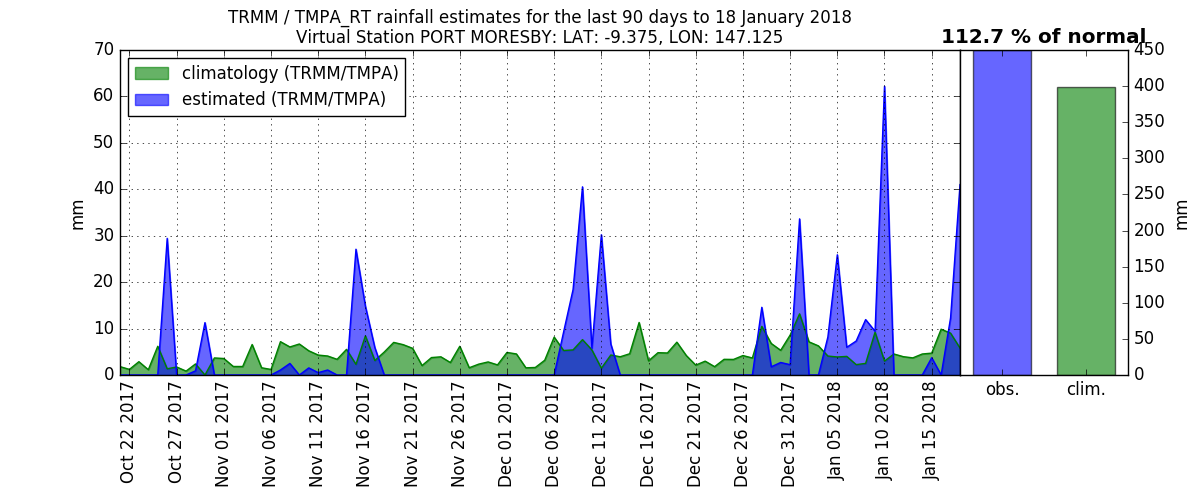 TRMM / TMPA_RT rainfall estimates for the last 90 days to 18 January 2018
Virtual Station PORT MORESBY: LAT: -9.375, LON: 147.125
112.7 % of normal
climatology (TRMM/TMPA)
estimated (TRMM/TMPA)
mm
70
60
50
40
30
20
10
0
Oct 22 2017
Oct 27 2017
Nov 01 2017
Nov 06 2017
Nov 11 2017
Nov 16 2017
Nov 21 2017
Nov 26 2017
Dec 01 2017
Dec 06 2017
Dec 11 2017
Dec 16 2017
Dec 21 2017
Dec 26 2017
Dec 31 2017
Jan 05 2018
Jan 10 2018
Jan 15 2018
obs.
clim.
450
400
350
300
250
200
150
100
50
0
mm